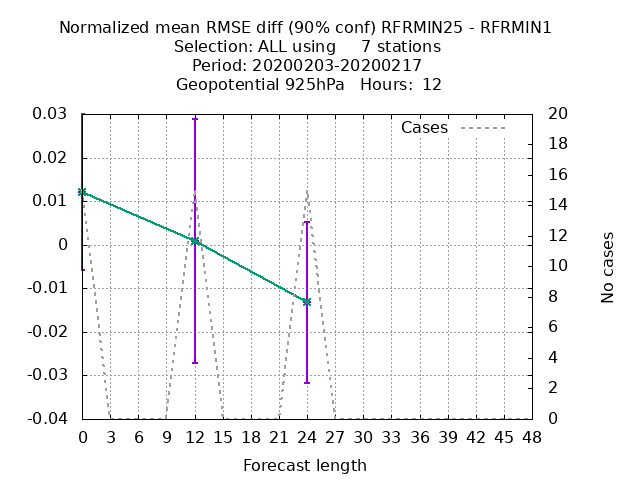 Normalized mean RMSE diff (90% conf) RFRMIN25 - RFRMIN1
Selection: ALL using     7 stations
Period: 20200203-20200217
Geopotential 925hPa   Hours:  12
Cases
0.03
0.02
0.01
0
-0.01
-0.02
-0.03
-0.04
20
18
16
14
12
10
8
6
4
2
0
No cases
0 3 6 9 12 15 18 21 24 27 30 33 36 39 42 45 48
Forecast length